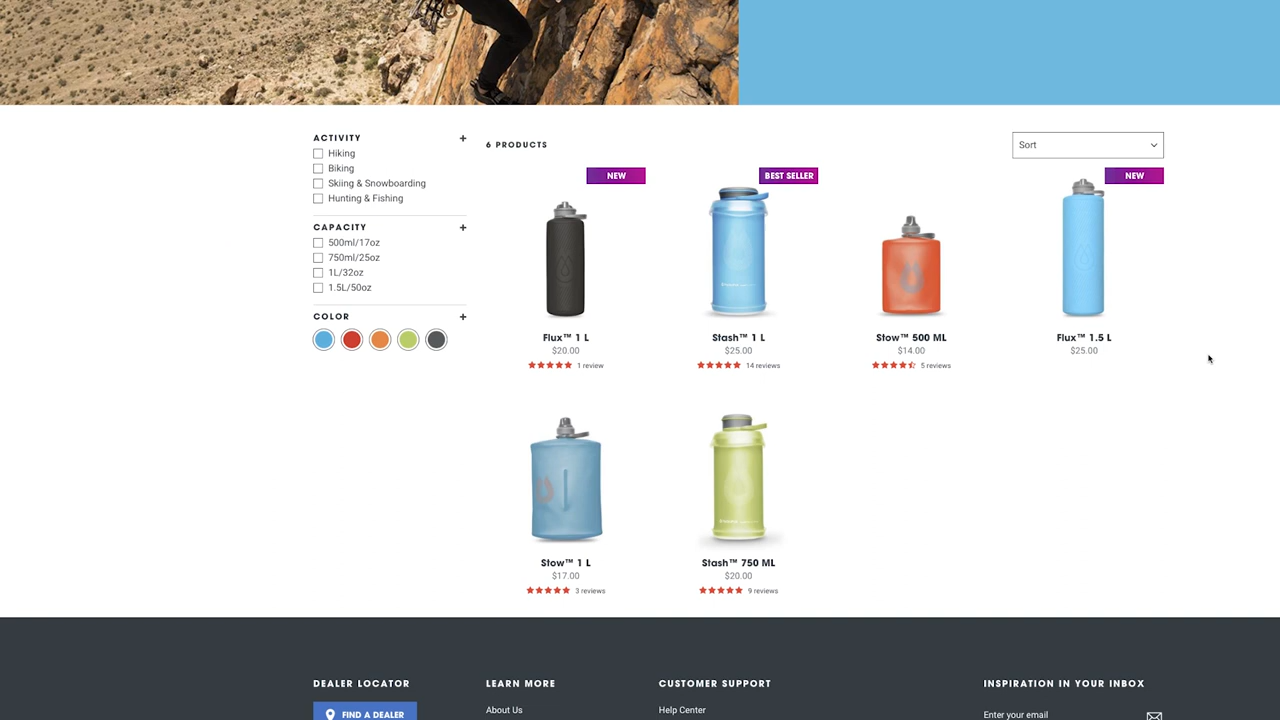 ACTIVITY +
Hiking
Biking
Skiing & Snowboarding
Hunting & Fishing
CAPACITY +
500ml/17oz
750ml/25oz
1L/32oz
1.5L/50oz
COLOR +
6 PRODUCTS
Sort
NEW
Flux™ 1 L
$20.00
1 review
BEST SELLER
Stash™ 1 L
$25.00
14 reviews
Stow™ 500 ML
$14.00
5 reviews
NEW
Flux™ 1.5 L
$25.00
Stow™ 1 L
$17.00
3 reviews
Stash™ 750 ML
$20.00
9 reviews
DEALER LOCATOR
FIND A DEALER
LEARN MORE
About Us
CUSTOMER SUPPORT
Help Center
INSPIRATION IN YOUR INBOX
Enter your email